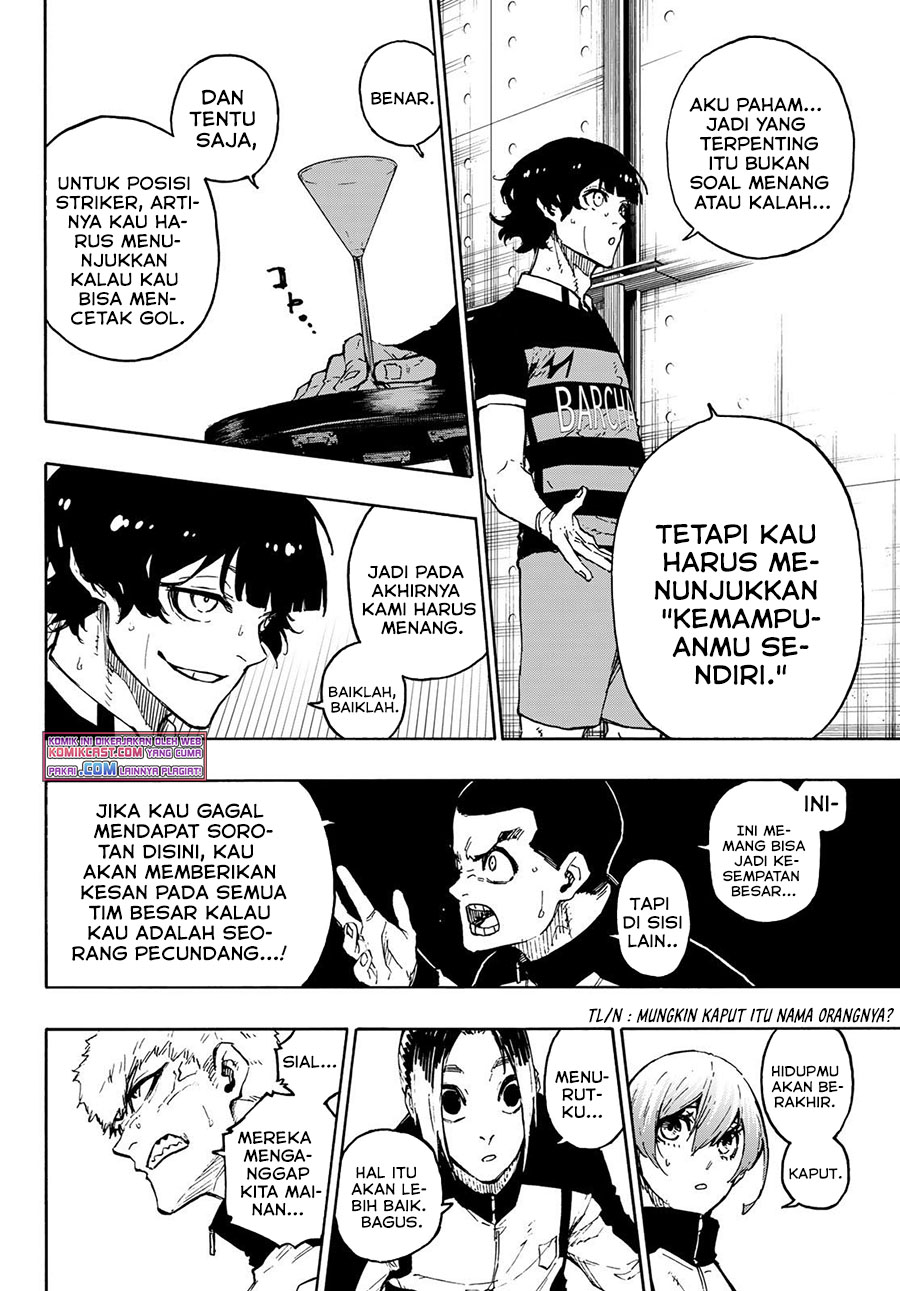 AKU PAHAM...
JADI YANG
TERPENTING
ITU BUKAN
SOAL MENANG
ATAU KALAH...
BARCHA
TETAPI KAU
HARUS ME-
NUNJUKKAN
"KEMAMPU-
ANMU SE-
NDIRI."
BENAR.
DAN
TENTU
SAJA,
UNTUK POSISI
STRIKER, ARTI-
NYA KAU HA-
RUS MENU-
NJUKKAN
KALAU KAU
BISA MEN-
CETAK GOL.
コト...
JADI PADA
AKHIRNYA
KAMI HARUS
MENANG.
BAIKLAH,
BAIKLAH.
KOMIK INI DIKERJAKAN OLEH WEB
KOMIKCAST.COM YANG CUMA
PAKAI .COM LAINNYA PLAGIAT!
INI-
INI ME-
MANG BISA
JADI KE-
SEMPATAN
BESAR...
TAPI
DI SISI
LAIN..
JIKA KAU GAGAL
MENDAPAT SORO-
TAN DISINI, KAU
AKAN MEMBERIKAN
KESAN PADA SEMUA
TIM BESAR KALAU
KAU ADALAH SEO-
RANG PECUNDANG...!
TL/N : MUNGKIN KAPUT ITU NAMA ORANGNYA?
HIDUPMU
AKAN BE-
RAKHIR.
KAPUT.
MENU-
RUT-
KU...
HAL ITU
AKAN LE-
BIH BAIK.
BAGUS.
SIAL...
MEREKA
MENGA-
NGGAP
KITA MAI-
NAN...